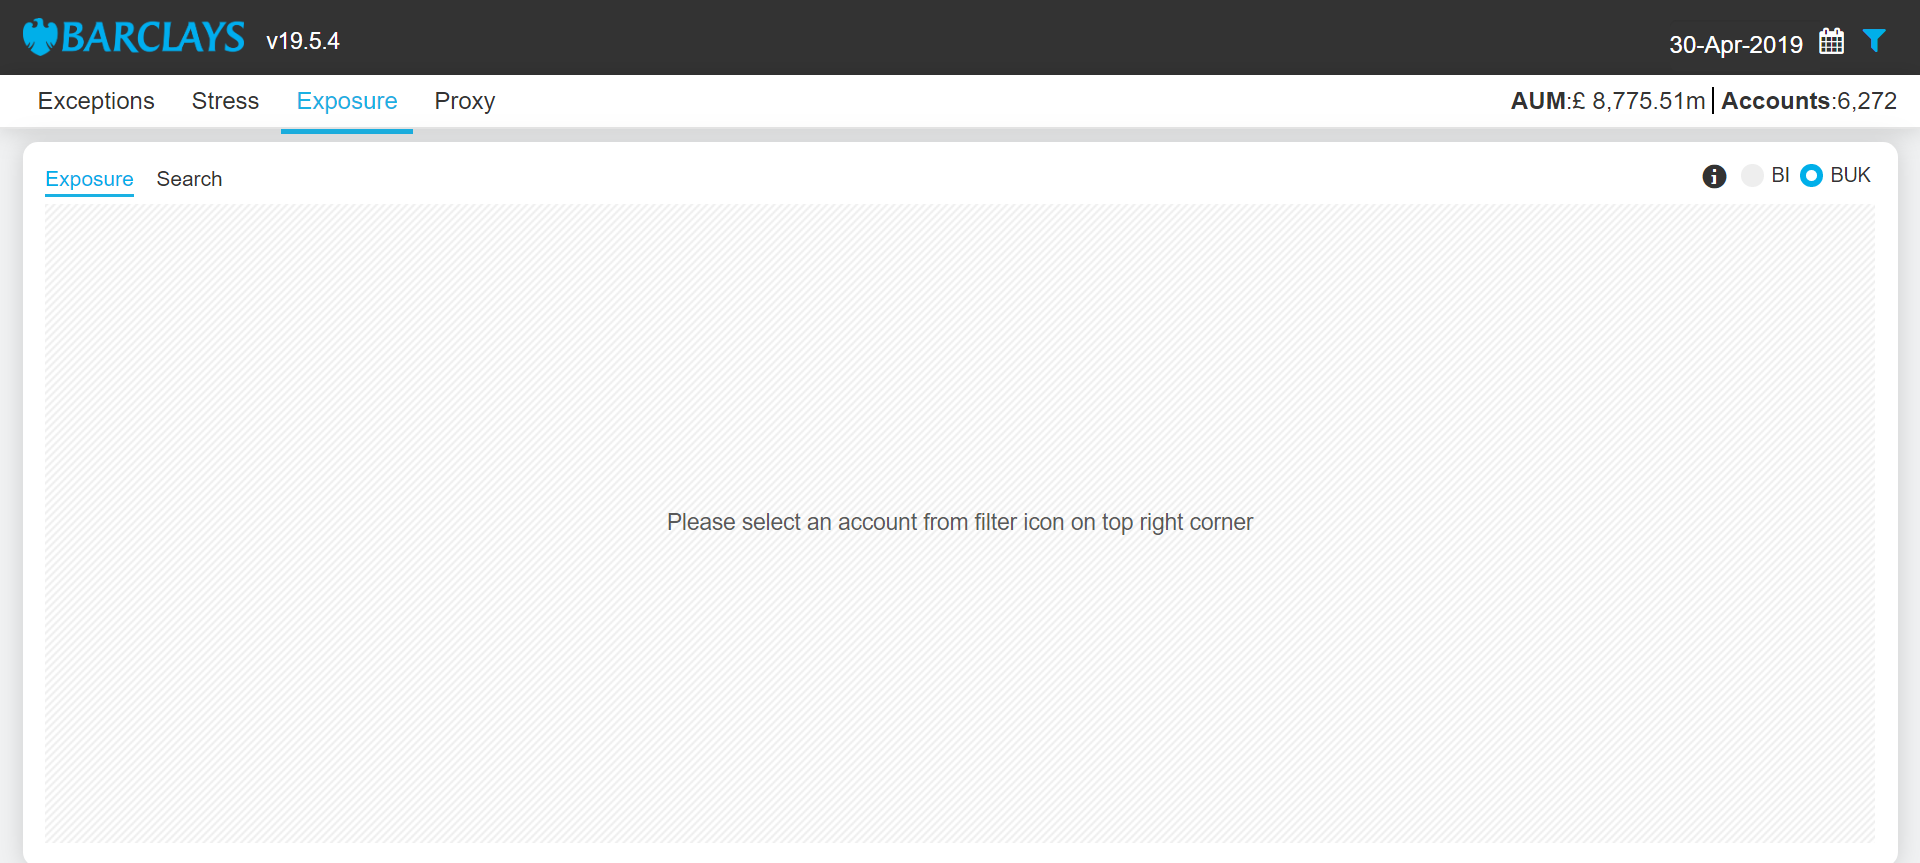 BARCLAYS v19.5.4 30-Apr-2019
Exceptions Stress Exposure Proxy AUM:£ 8,775.51m Accounts:6,272
Exposure Search BI BUK
Please select an account from filter icon on top right corner